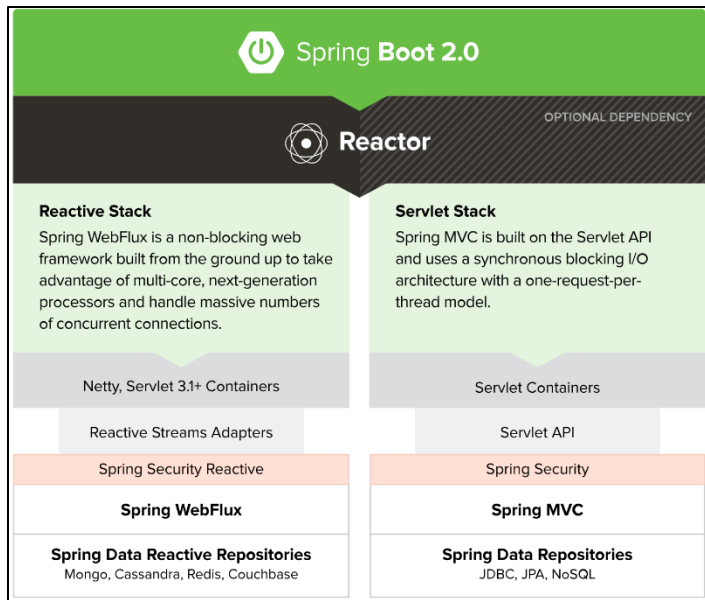 Spring Boot 2.0
OPTIONAL DEPENDENCY
Reactor
Reactive Stack
Spring WebFlux is a non-blocking web
framework built from the ground up to take
advantage of multi-core, next-generation
processors and handle massive numbers
of concurrent connections.
Servlet Stack
Spring MVC is built on the Servlet API
and uses a synchronous blocking I/O
architecture with a one-request-per-
thread model.
Netty, Servlet 3.1+ Containers
Servlet Containers
Reactive Streams Adapters
Servlet API
Spring Security Reactive
Spring Security
Spring WebFlux
Spring MVC
Spring Data Reactive Repositories
Mongo, Cassandra, Redis, Couchbase
Spring Data Repositories
JDBC, JPA, NoSQL